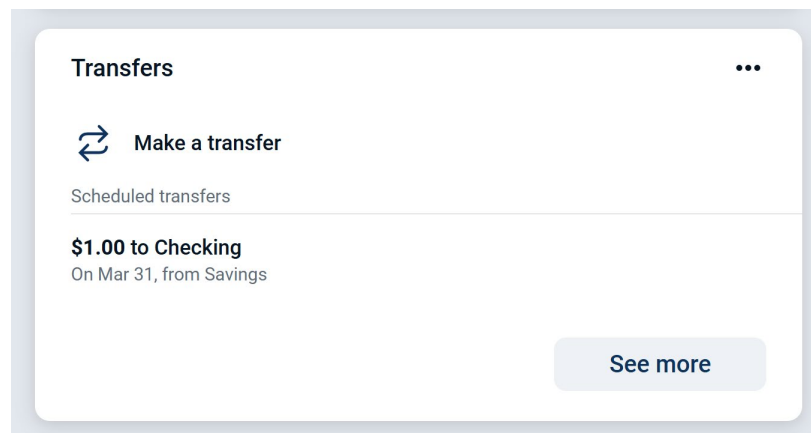 Transfers
Make a transfer
Scheduled transfers
$1.00 to Checking
On Mar 31, from Savings
See more